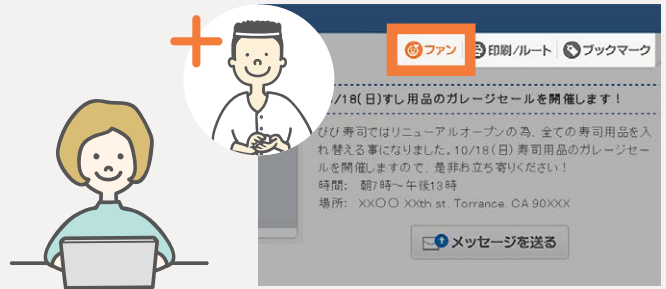 ファン 印刷/ルート ブックマーク
/18(日)すし用品のガレージセールを開催します!
びび寿司ではリニューアルオープンの為、全ての寿司用品を入
れ替える事になりました。10/18(日) 寿司用品のガレージセー
ルを開催しますので、是非お立ち寄りください!
時間: 朝7時～午後13時
場所: XX〇〇 XXth st. Torrance, CA 90XXX
メッセージを送る